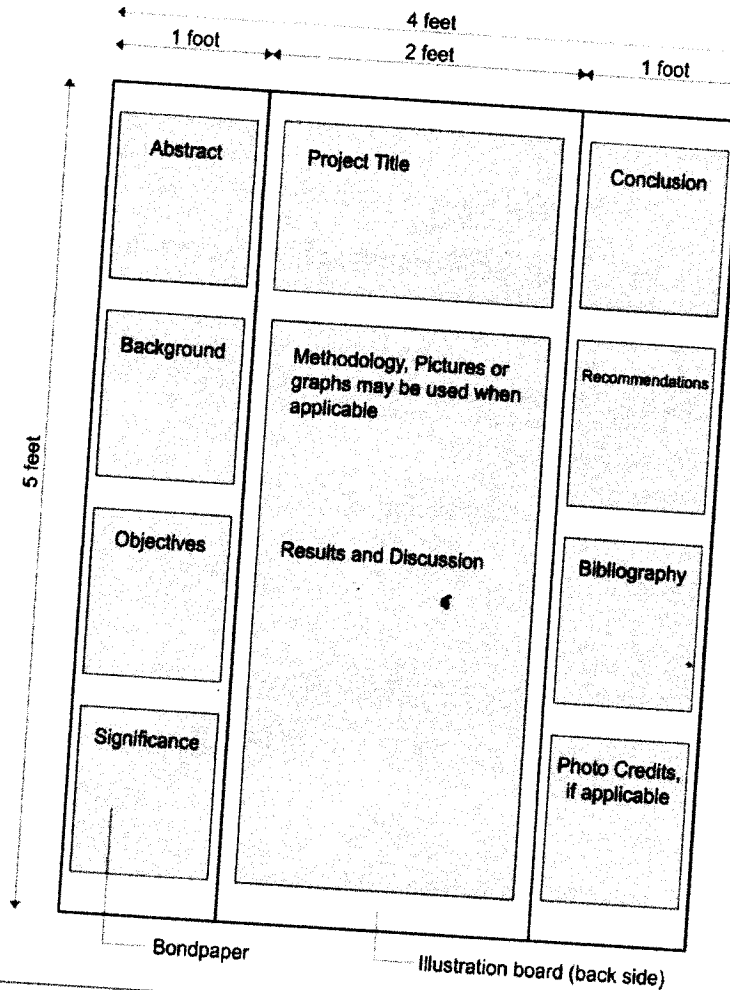 4 feet
1 foot
2 feet
1 foot
5 feet
Abstract
Background
Objectives
Significance
Project Title
Methodology, Pictures or
graphs may be used when
applicable
Results and Discussion
Conclusion
Recommendations
Bibliography
Photo Credits,
if applicable
Bondpaper
Illustration board (back side)